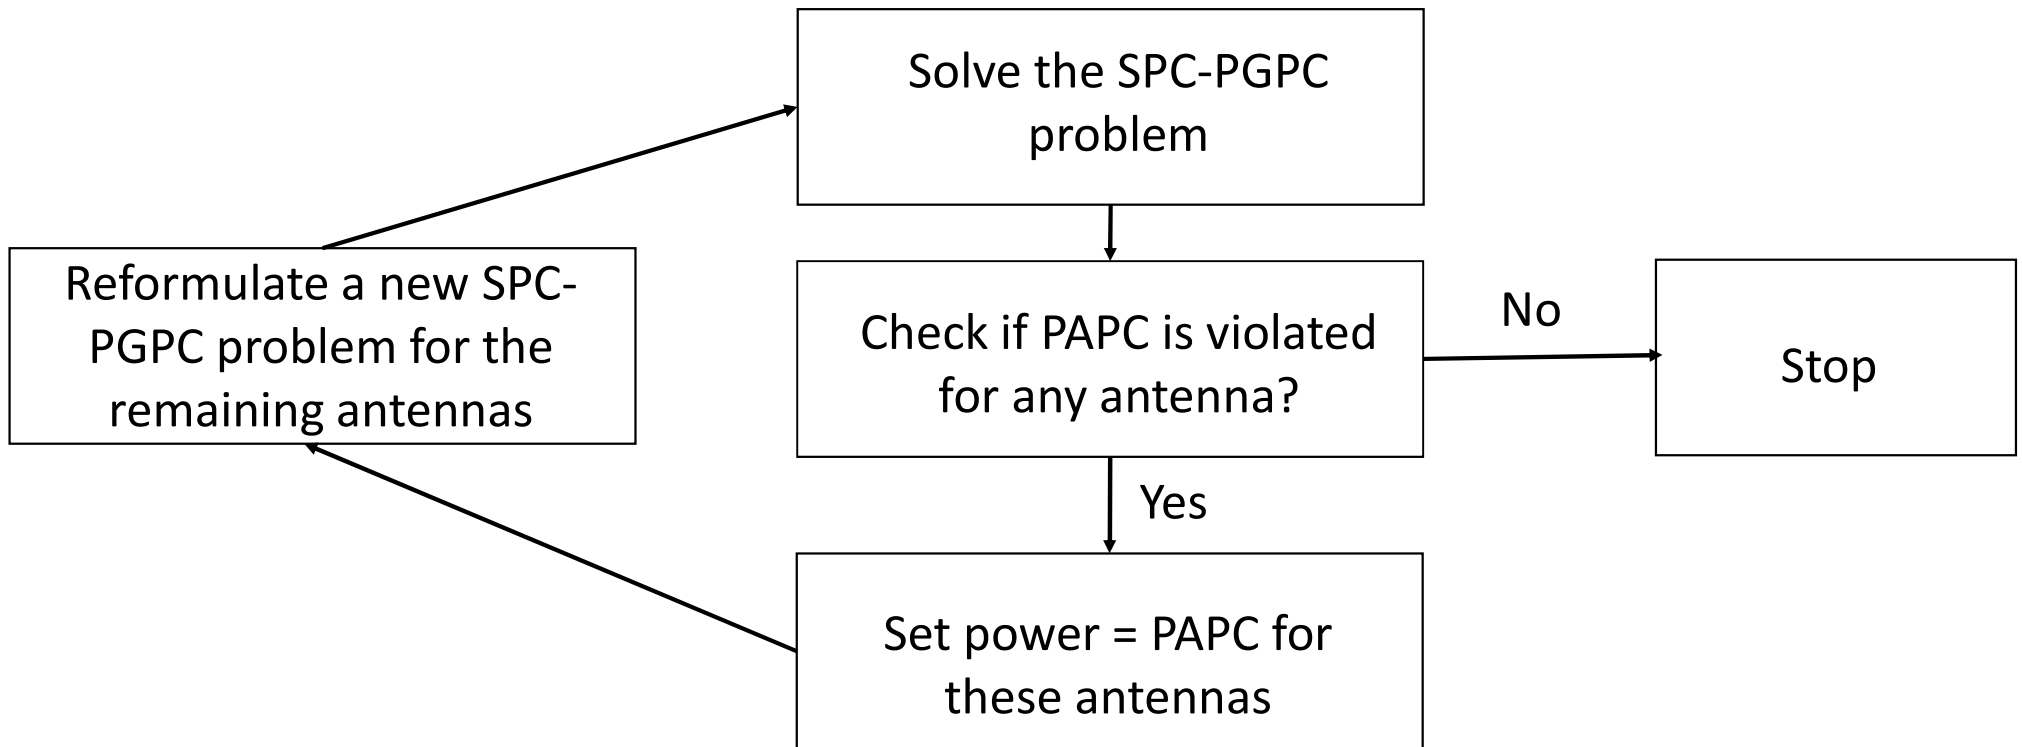 Solve the SPC-PGPC
problem
Reformulate a new SPC-
PGPC problem for the
remaining antennas
Check if PAPC is violated
for any antenna?
No
Stop
Yes
Set power = PAPC for
these antennas